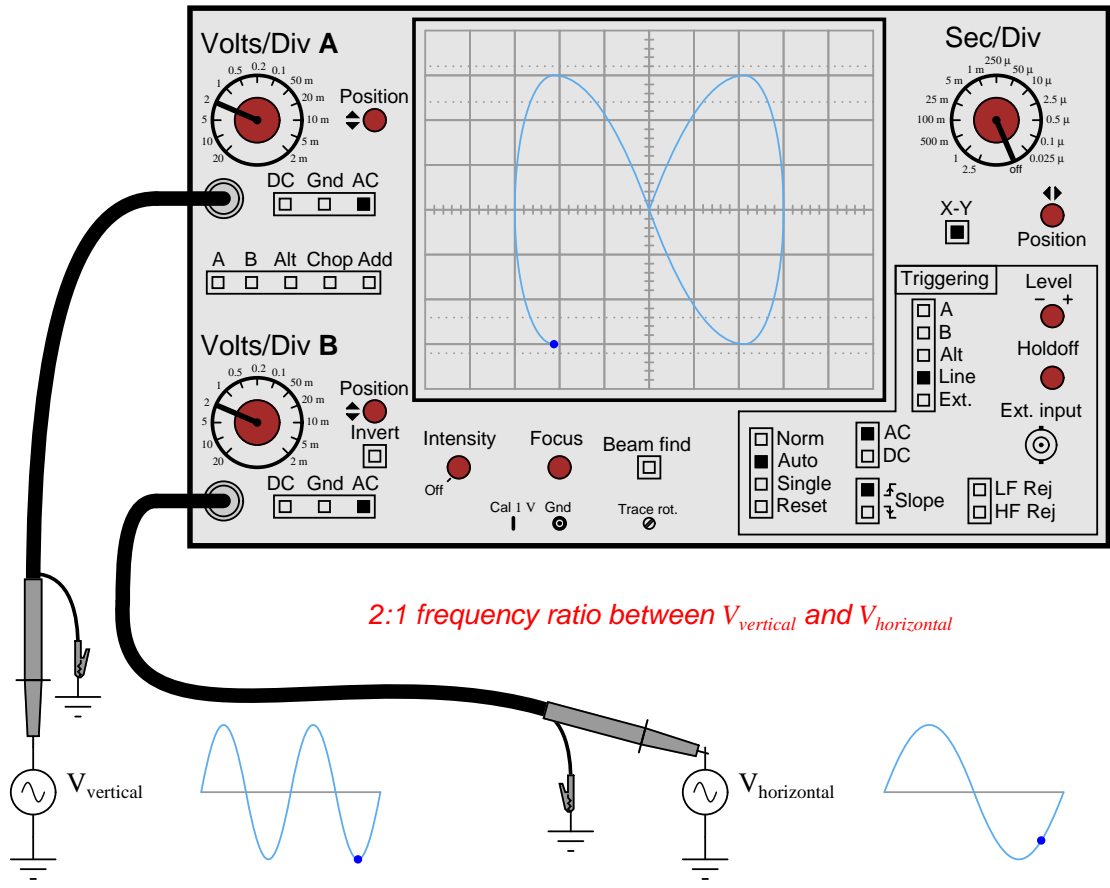 Volts/Div A
20 10 5 2 1 0.5 0.2 0.1 50 m 20 m 10 m 5 m 2 m
Position
DC Gnd AC
A B Alt Chop Add
Volts/Div B
20 10 5 2 1 0.5 0.2 0.1 50 m 20 m 10 m 5 m 2 m
Position
Invert
DC Gnd AC
Intensity
Off
Focus
Beam find
Cal 1 V Gnd
Trace rot.
Sec/Div
2.5 1 500 m 100 m 25 m 5 m 1 m 250 µ 50 µ 10 µ 2.5 µ 0.5 µ 0.1 µ 0.025 µ off
X-Y
Position
Triggering
A
B
Alt
Line
Ext.
Level
– +
Holdoff
Ext. input
Norm
Auto
Single
Reset
AC
DC
Slope
LF Rej
HF Rej
2:1 frequency ratio between Vvertical and Vhorizontal
Vvertical
Vhorizontal